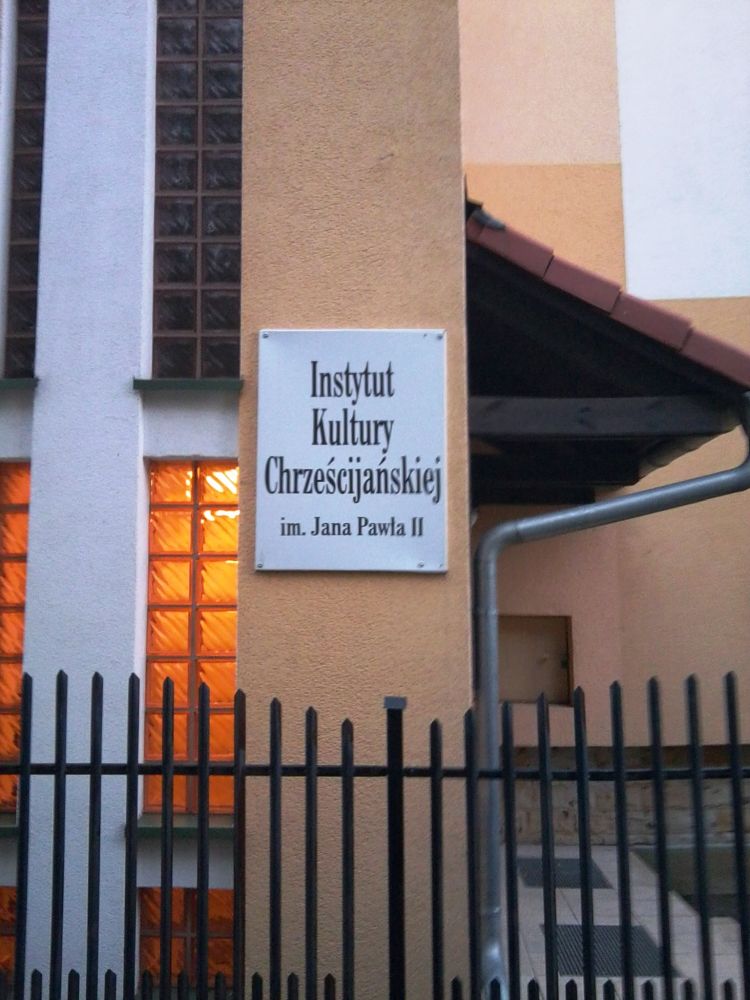 Instytut
Kultury
Chrześcijańskiej
im. Jana Pawła II